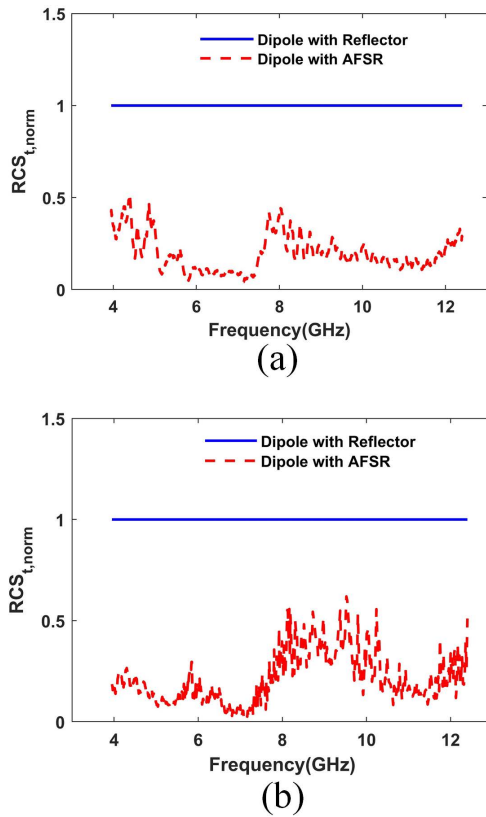 1.5
Dipole with Reflector
Dipole with AFSR
1
0.5
0
RCSt,norm
4 6 8 10 12
Frequency(GHz)
(a)
1.5
Dipole with Reflector
Dipole with AFSR
1
0.5
0
RCSt,norm
4 6 8 10 12
Frequency(GHz)
(b)